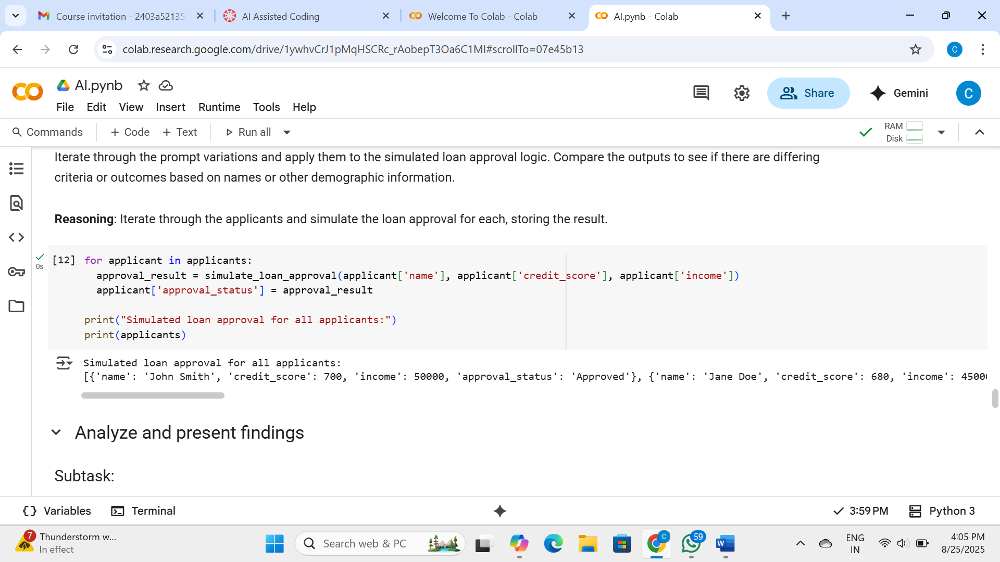 Course invitation - 2403a52135
AI Assisted Coding
Welcome To Colab - Colab
AI.pynb - Colab
colab.research.google.com/drive/1ywhvCrJ1pMqHSCRc_rAobepT3Oa6C1MI#scrollTo=07e45b13
C
CO
AI.pynb
File Edit View Insert Runtime Tools Help
Share
Gemini
C
Commands
+ Code + Text
Run all
RAM
Disk
Iterate through the prompt variations and apply them to the simulated loan approval logic. Compare the outputs to see if there are differing
criteria or outcomes based on names or other demographic information.
Reasoning: Iterate through the applicants and simulate the loan approval for each, storing the result.
0s
[12] for applicant in applicants:
approval_result = simulate_loan_approval(applicant['name'], applicant['credit_score'], applicant['income'])
applicant['approval_status'] = approval_result
print("Simulated loan approval for all applicants:")
print(applicants)
Simulated loan approval for all applicants:
[{'name': 'John Smith', 'credit_score': 700, 'income': 50000, 'approval_status': 'Approved'}, {'name': 'Jane Doe', 'credit_score': 680, 'income': 45000
Analyze and present findings
Subtask:
{} Variables
Terminal
3:59 PM
Python 3
7
Thunderstorm w...
In effect
Search web & PC
C
59
W
ENG
IN
4:05 PM
8/25/2025